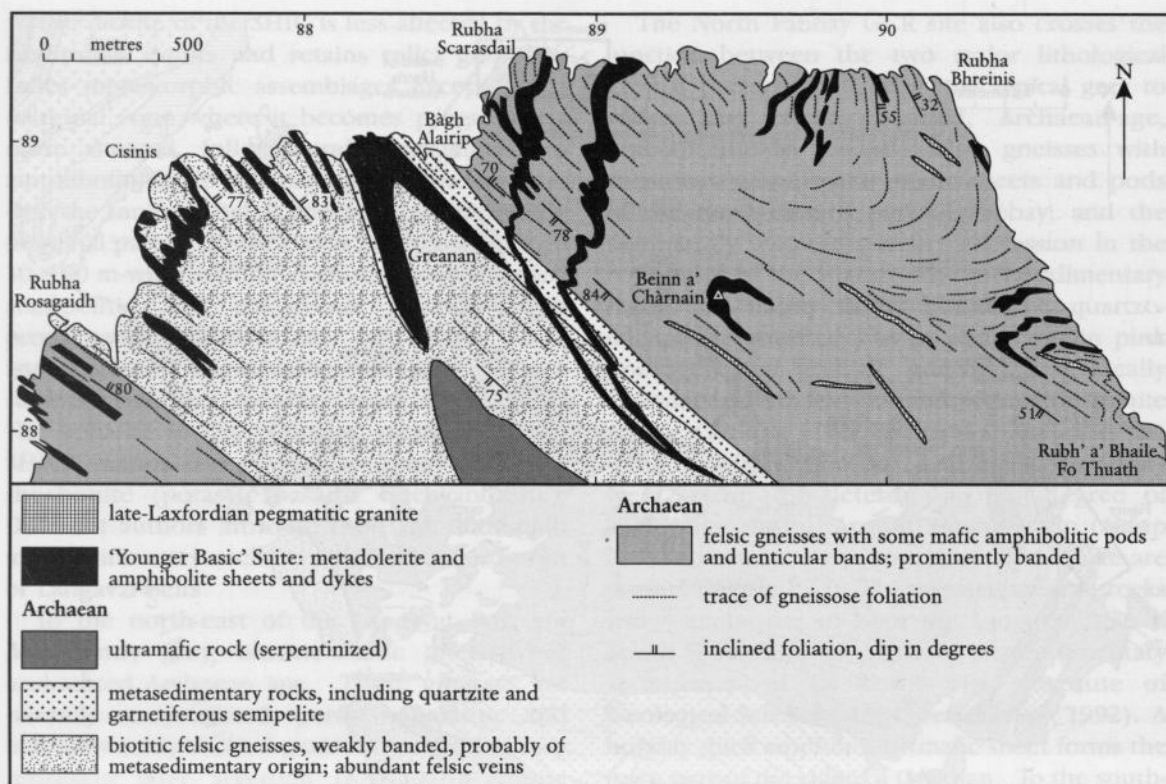 0 metres 500
88
89
90
Rubha
Scarasdail
Rubha
Bhreinis
N
32
55
89
Bàgh
Alairip
Cisinis
70
77
83
78
Greanan
Beinn a'
Chàrnain
84
Rubha
Rosagaidh
80
75
88
51
Rubh' a' Bhaile
Fo Thuath
late-Laxfordian pegmatitic granite
'Younger Basic' Suite: metadolerite and
amphibolite sheets and dykes
Archaean
ultramafic rock (serpentinized)
metasedimentary rocks, including quartzite and
garnetiferous semipelite
biotitic felsic gneisses, weakly banded, probably of
metasedimentary origin; abundant felsic veins
Archaean
felsic gneisses with some mafic amphibolitic pods
and lenticular bands; prominently banded
trace of gneissose foliation
inclined foliation, dip in degrees